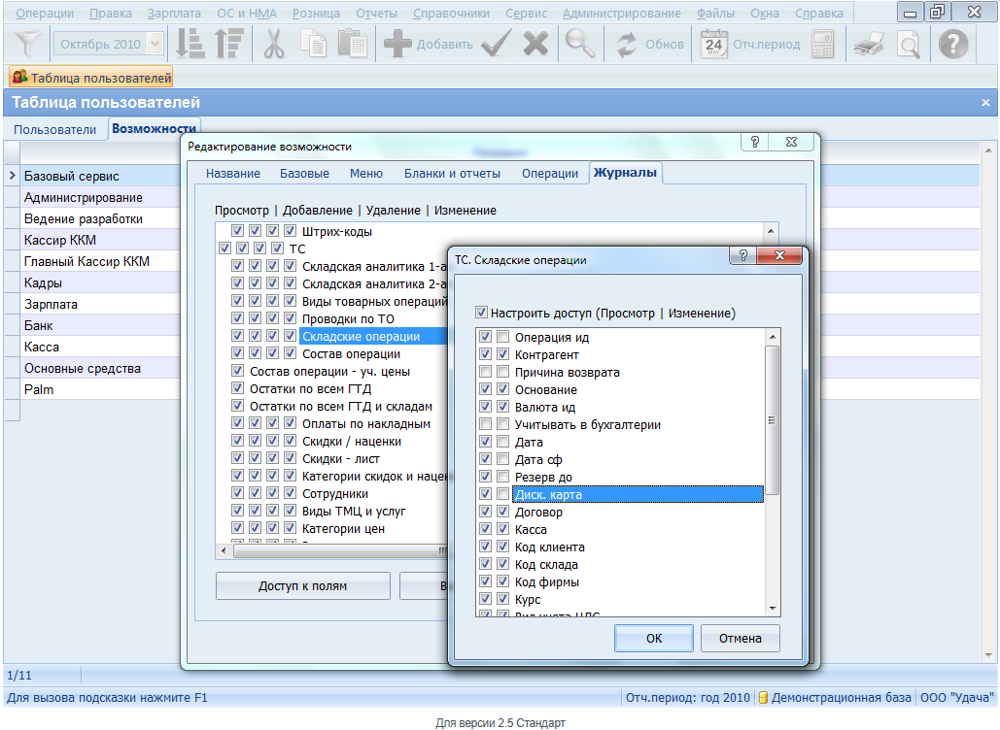 Операции Правка Зарплата ОС и НМА Розница Отчеты Справочники Сервис Администрирование Файлы Окна Справка
Октябрь 2010 Добавить Обнов 24 MAY Отч.период
Таблица пользователей
Таблица пользователей
Пользователи Возможности
Название
Базовый сервис
Администрирование
Ведение разработки
Кассир ККМ
Главный Кассир ККМ
Кадры
Зарплата
Банк
Касса
Основные средства
Palm
Редактирование возможности
Название Базовые Меню Бланки и отчеты Операции Журналы
Просмотр | Добавление | Удаление | Изменение
Штрих-коды
ТС
Складская аналитика 1-а
Складская аналитика 2-а
Виды товарных операций
Проводки по ТО
Складские операции
Состав операции
Состав операции - уч. цены
Остатки по всем ГТД
Остатки по всем ГТД и складам
Оплаты по накладным
Скидки / наценки
Скидки - лист
Категории скидок и нацен
Сотрудники
Виды ТМЦ и услуг
Категории цен
Доступ к полям В
ТС. Складские операции
Настроить доступ (Просмотр | Изменение)
Операция ид
Контрагент
Причина возврата
Основание
Валюта ид
Учитывать в бухгалтерии
Дата
Дата сф
Резерв до
Диск. карта
Договор
Касса
Код клиента
Код склада
Код фирмы
Курс
Вид учета НДС
ОК Отмена
1/11
Для вызова подсказки нажмите F1 Отч.период: год 2010 Демонстрационная база ООО "Удача"
Для версии 2.5 Стандарт